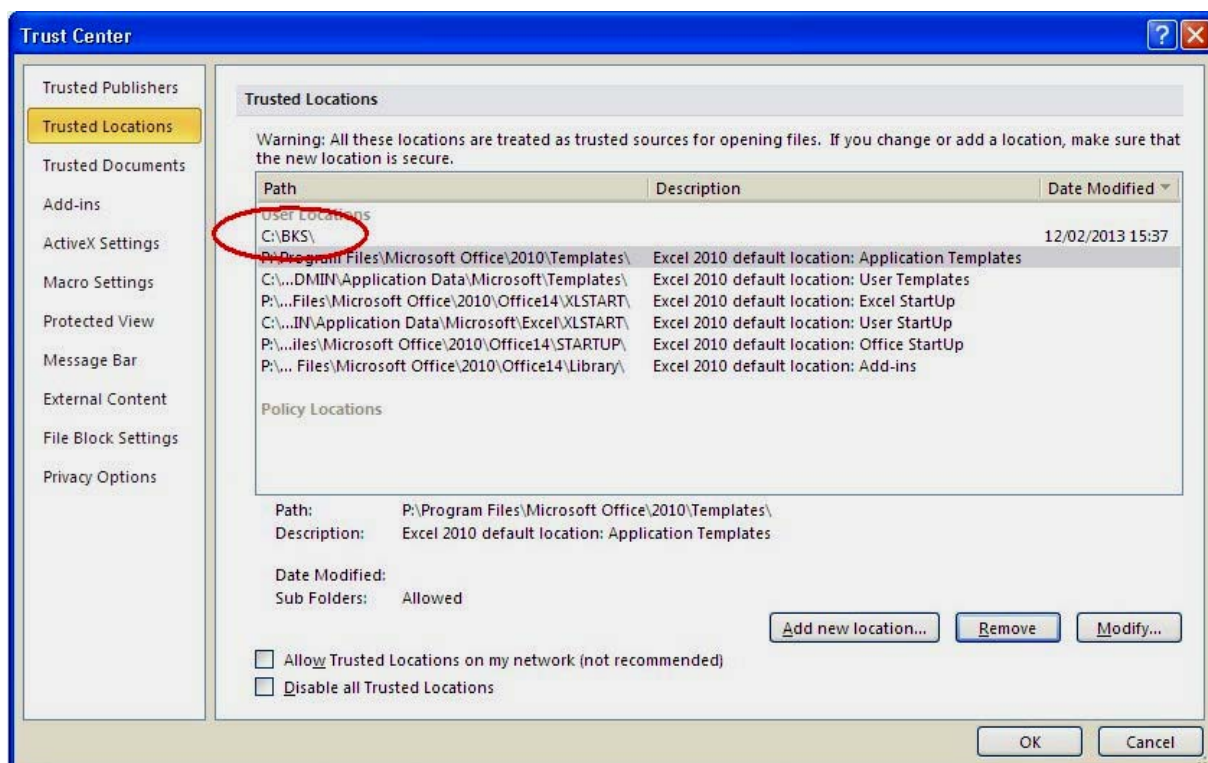 Trust Center
Trusted Publishers
Trusted Locations
Trusted Documents
Add-ins
ActiveX Settings
Macro Settings
Protected View
Message Bar
External Content
File Block Settings
Privacy Options
Trusted Locations
Warning: All these locations are treated as trusted sources for opening files. If you change or add a location, make sure that
the new location is secure.
Path Description Date Modified
User Locations
C:\BKS\ 12/02/2013 15:37
P:\Program Files\Microsoft Office\2010\Templates\ Excel 2010 default location: Application Templates
C:\...DMIN\Application Data\Microsoft\Templates\ Excel 2010 default location: User Templates
P:\...Files\Microsoft Office\2010\Office14\XLSTART\ Excel 2010 default location: Excel StartUp
C:\...IN\Application Data\Microsoft\Excel\XLSTART\ Excel 2010 default location: User StartUp
P:\...iles\Microsoft Office\2010\Office14\STARTUP\ Excel 2010 default location: Office StartUp
P:\... Files\Microsoft Office\2010\Office14\Library\ Excel 2010 default location: Add-ins
Policy Locations
Path: P:\Program Files\Microsoft Office\2010\Templates\
Description: Excel 2010 default location: Application Templates
Date Modified:
Sub Folders: Allowed
Add new location... Remove Modify...
Allow Trusted Locations on my network (not recommended)
Disable all Trusted Locations
OK Cancel